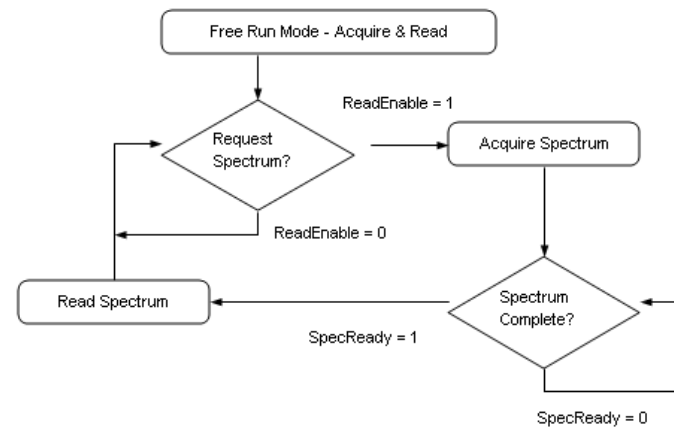 Free Run Mode - Acquire & Read
ReadEnable = 1
Request
Spectrum?
Acquire Spectrum
ReadEnable = 0
Read Spectrum
Spectrum
Complete?
SpecReady = 1
SpecReady = 0